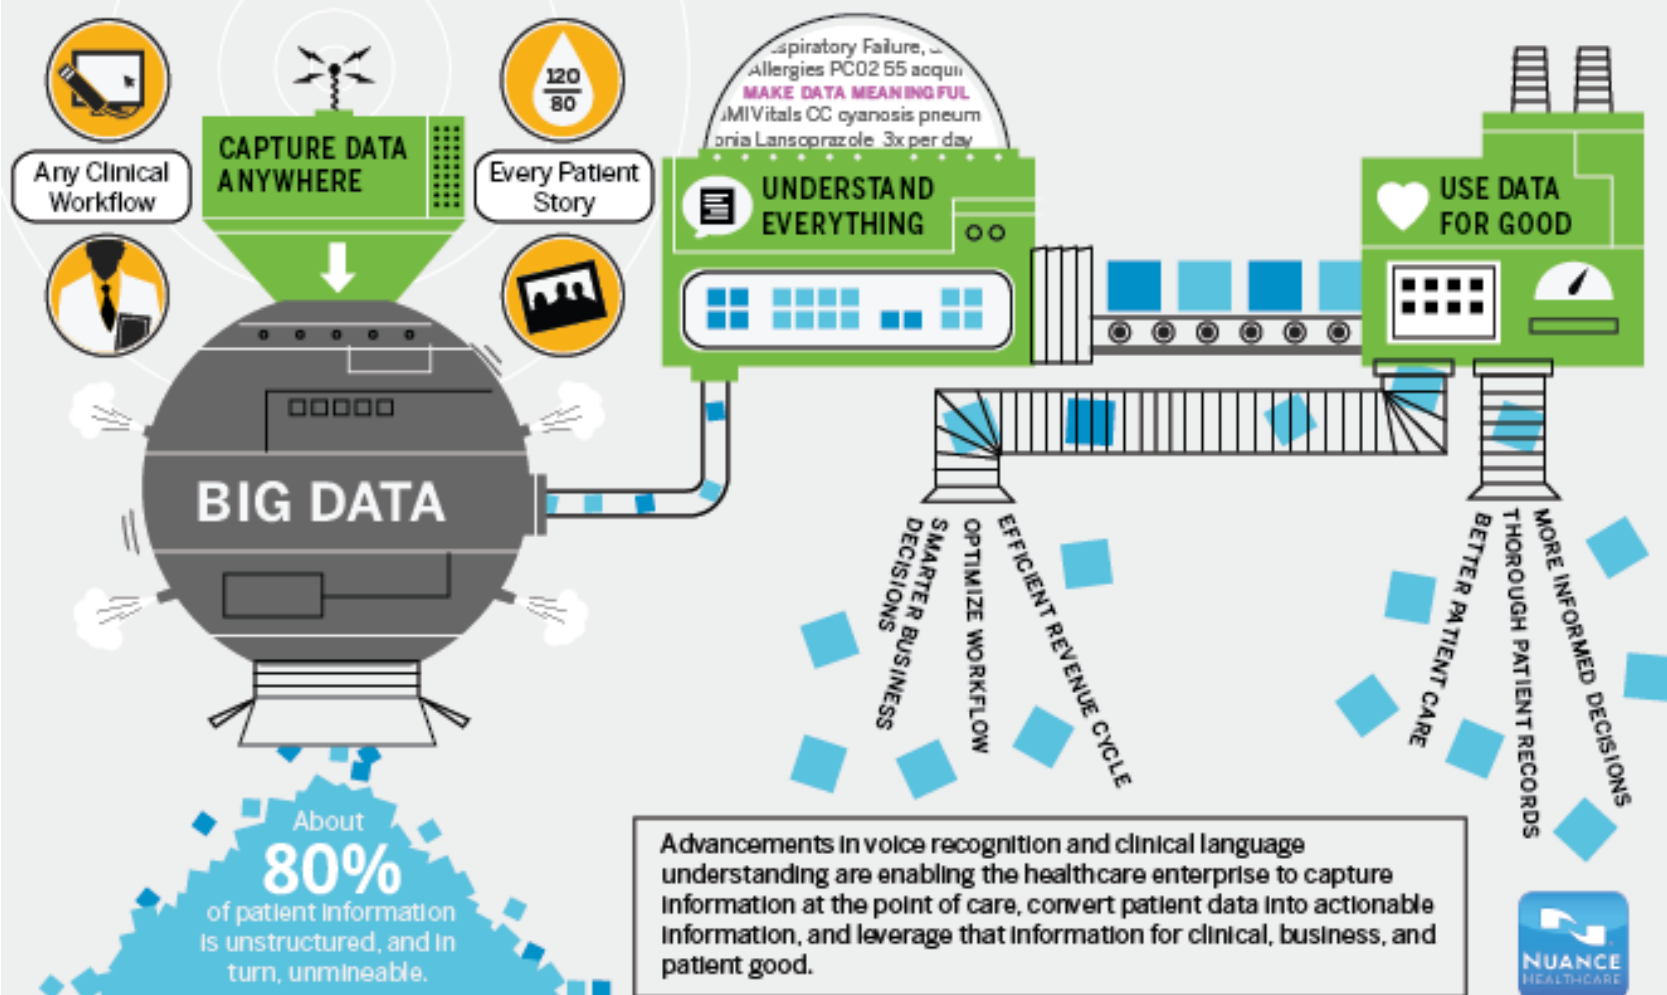 Any Clinical
Workflow
CAPTURE DATA
ANYWHERE
120
80
Every Patient
Story
spiratory Failure,
Allergies PCO2 55
MAKE DATA MEANINGFUL
Vitals CC cyanosis pneum
onia Lansoprazole 3x per day
UNDERSTAND
EVERYTHING
USE DATA
FOR GOOD
BIG DATA
SMARTER BUSINESS
DECISIONS
OPTIMIZE WORKFLOW
EFFICIENT REVENUE CYCLE
BETTER PATIENT CARE
THOROUGH PATIENT RECORDS
MORE INFORMED DECISIONS
About
80%
of patient information
is unstructured, and in
turn, unmineable.
Advancements in voice recognition and clinical language
understanding are enabling the healthcare enterprise to capture
information at the point of care, convert patient data into actionable
information, and leverage that information for clinical, business, and
patient good.
NUANCE
HEALTHCARE